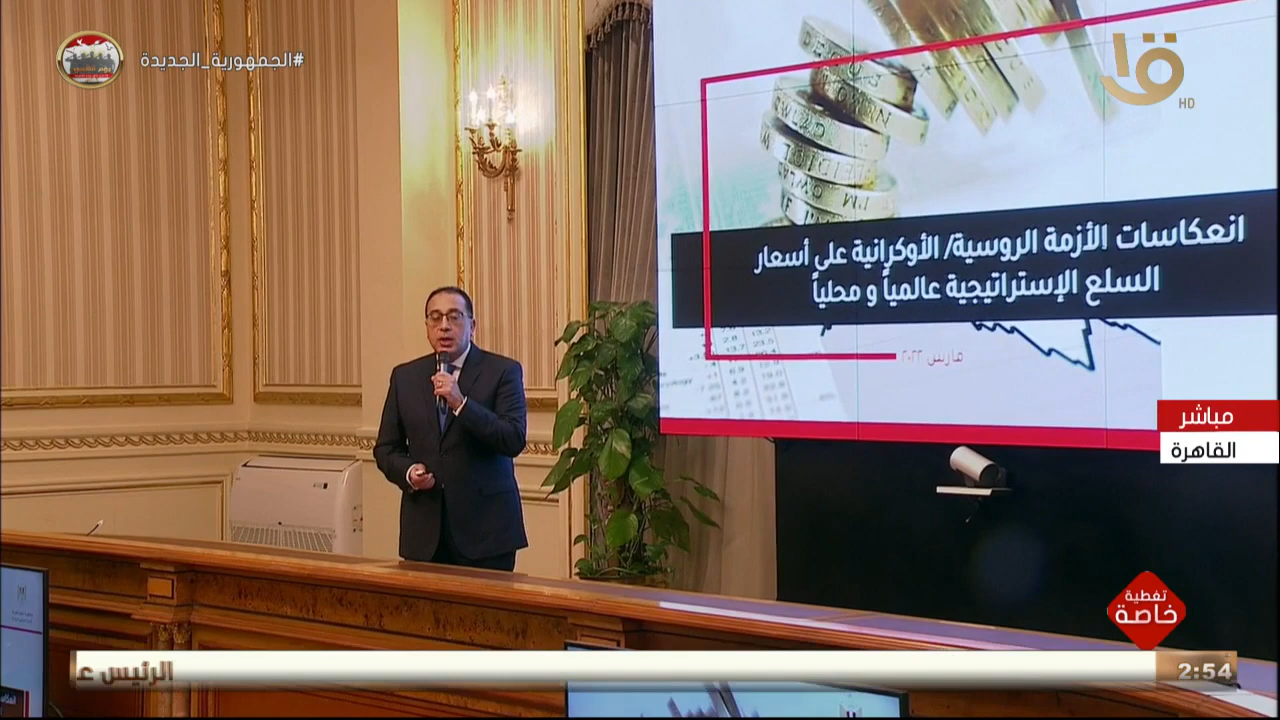 #الجمهورية_الجديدة
HD
انعكاسات الأزمة الروسية/ الأوكرانية على أسعار
السلع الإستراتيجية عالمياً و محلياً
مارس ٢٠٢٢
مباشر
القاهرة
تغطية
خاصة
الرئيس ع
2:54